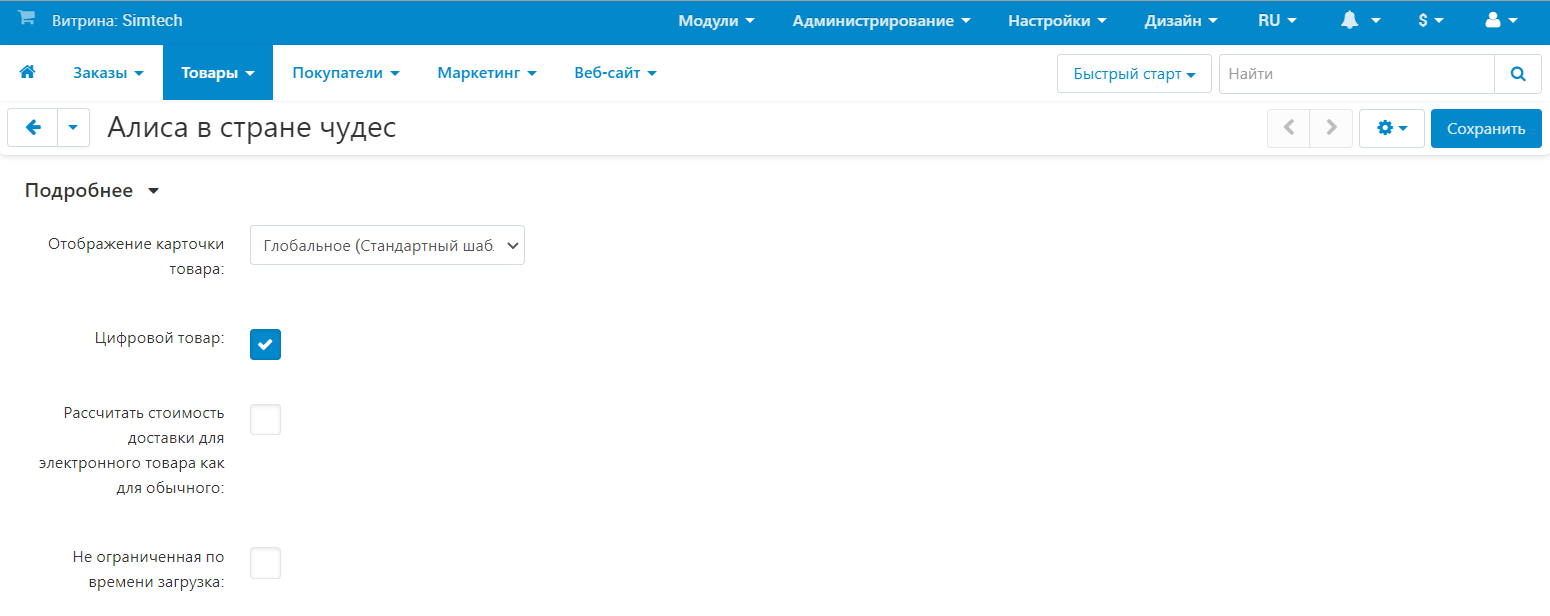 Витрина: Simtech Модули Администрирование Настройки Дизайн RU $
Заказы Товары Покупатели Маркетинг Веб-сайт Быстрый старт Найти
Алиса в стране чудес Сохранить
Подробнее
Отображение карточки
товара:
Глобальное (Стандартный шаб.
Цифровой товар:
Рассчитать стоимость
доставки для
электронного товара как
для обычного:
Не ограниченная по
времени загрузка: